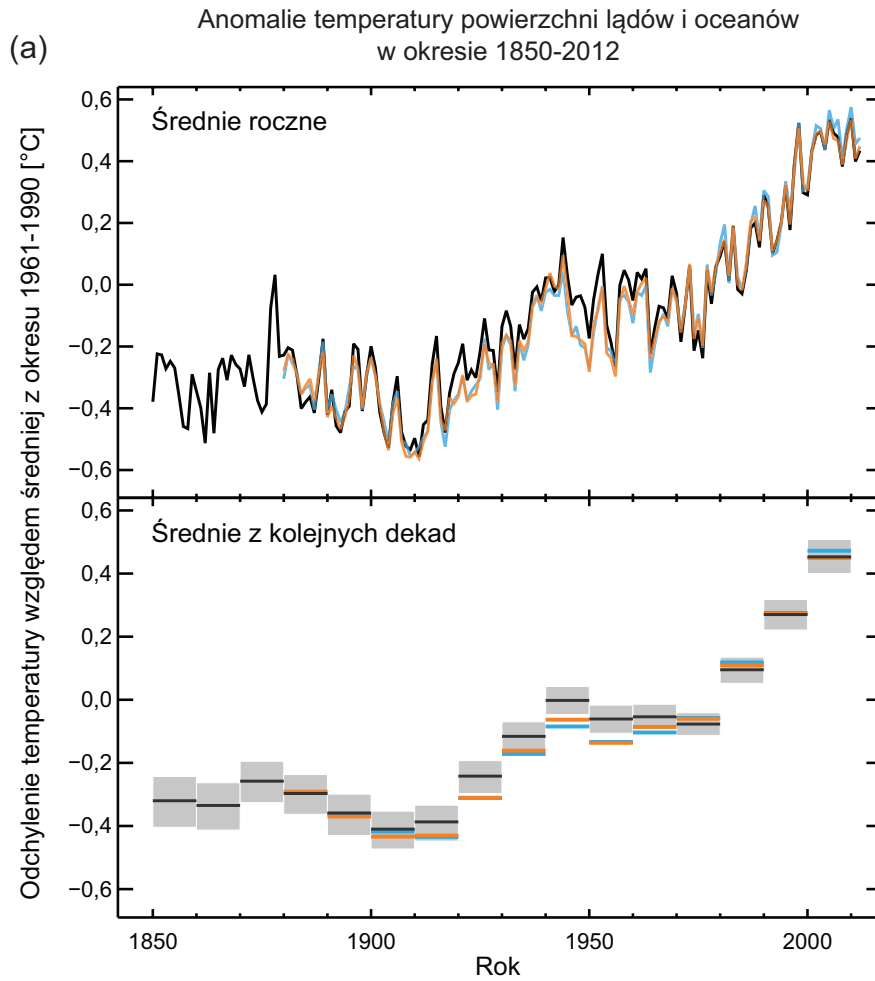 Anomalie temperatury powierzchni lądów i oceanów
w okresie 1850-2012
(a)
Odchylenie temperatury względem średniej z okresu 1961-1990 [°C]
Średnie roczne
0,6
0,4
0,2
0,0
−0,2
−0,4
−0,6
Średnie z kolejnych dekad
0,6
0,4
0,2
0,0
−0,2
−0,4
−0,6
1850 1900 1950 2000
Rok